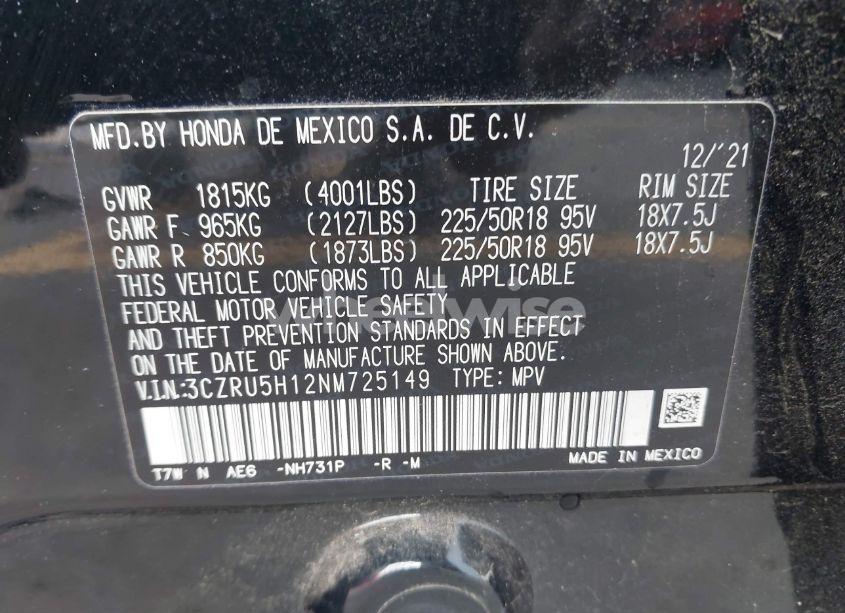 MFD.BY HONDA DE MEXICO S.A. DE C.V.
12/'21
GVWR 1815KG (4001LBS) TIRE SIZE RIM SIZE
GAWR F 965KG (2127LBS) 225/50R18 95V 18X7.5J
GAWR R 850KG (1873LBS) 225/50R18 95V 18X7.5J
THIS VEHICLE CONFORMS TO ALL APPLICABLE
FEDERAL MOTOR VEHICLE SAFETY
AND THEFT PREVENTION STANDARDS IN EFFECT
ON THE DATE OF MANUFACTURE SHOWN ABOVE.
V.I.N.:3CZRU5H12NM725149 TYPE: MPV
T7W N AE6 -NH731P -R -M MADE IN MEXICO
wheelwise